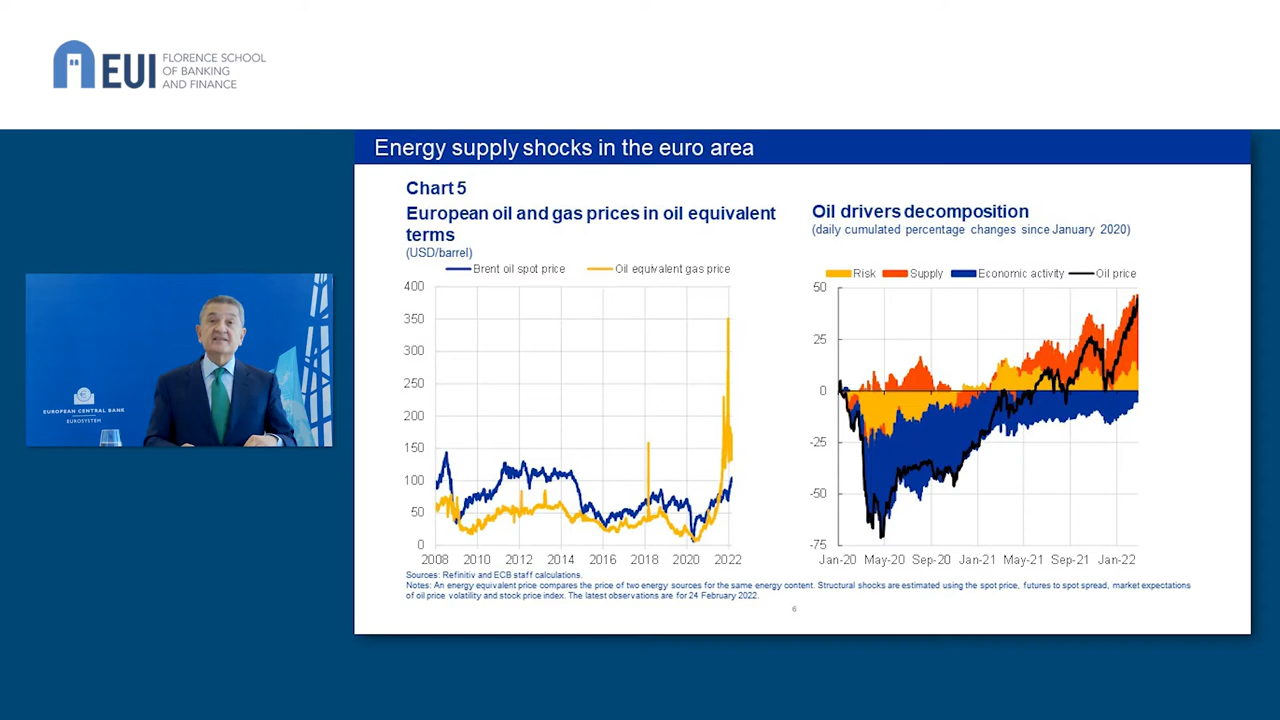 EUI
FLORENCE SCHOOL
OF BANKING
AND FINANCE
Energy supply shocks in the euro area
Chart 5
European oil and gas prices in oil equivalent
terms
(USD/barrel)
Brent oil spot price Oil equivalent gas price
400
350
300
250
200
150
100
50
0
2008 2010 2012 2014 2016 2018 2020 2022
Oil drivers decomposition
(daily cumulated percentage changes since January 2020)
Risk Supply Economic activity Oil price
50
25
0
-25
-50
-75
Jan-20 May-20 Sep-20 Jan-21 May-21 Sep-21 Jan-22
Sources: Refinitiv and ECB staff calculations.
Notes: An energy equivalent price compares the price of two energy sources for the same energy content. Structural shocks are estimated using the spot price, futures to spot spread, market expectations
of oil price volatility and stock price index. The latest observations are for 24 February 2022.
6
EUROPEAN CENTRAL BANK
EUROSYSTEM